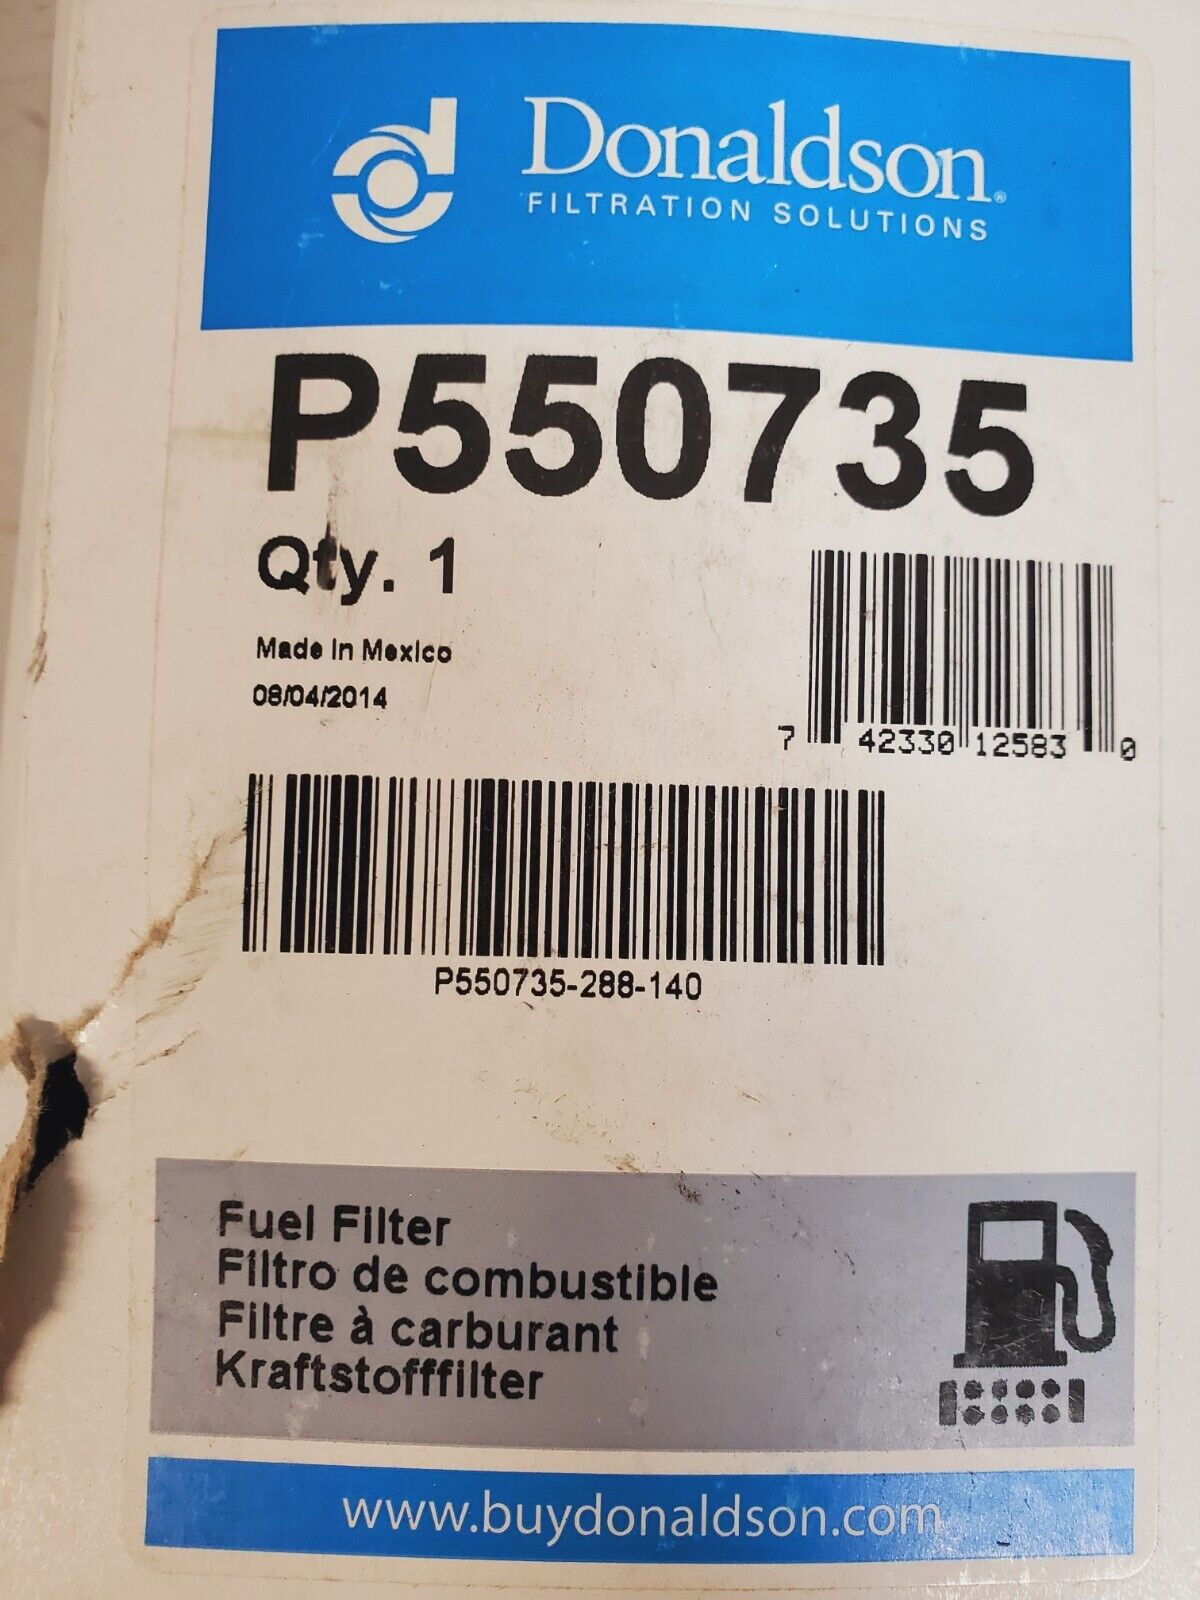 Donaldson®
FILTRATION SOLUTIONS
P550735
Qty. 1
Made in Mexico
08/04/2014
7 42330 12583 0
P550735-288-140
Fuel Filter
Filtro de combustible
Filtre à carburant
Kraftstofffilter
www.buydonaldson.com